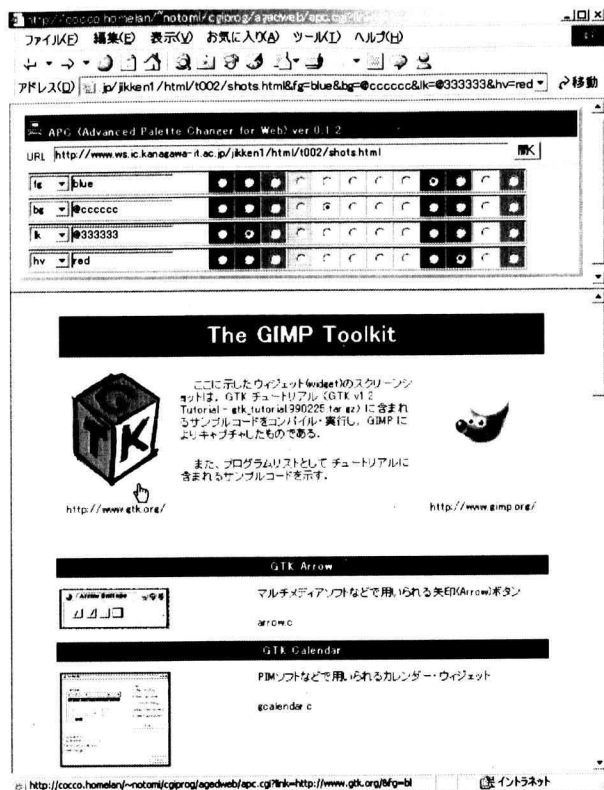 http://cocco.homelan/~notomi/cgiprog/agedweb/apc.cgi?link=
ファイル(F) 編集(E) 表示(V) お気に入り(A) ツール(T) ヘルプ(H)
アドレス(D) jp/jikken1/html/t002/shots.html&fg=blue&bg=@cccccc&lk=@333333&hv=red 移動
APC (Advanced Palette Changer for Web) ver 0.1.2
URL http://www.ws.ic.kanagawa-it.ac.jp/jikken1/html/t002/shots.html 開く
fg blue
bg @cccccc
lk @333333
hv red
The GIMP Toolkit
ここに示したウィジェット(widget)のスクリーンシ
ョットは、GTK チュートリアル (GTK v1.2
Tutorial - gtk_tutorial990225.tar.gz) に含まれ
るサンプルコードをコンパイル・実行し、GIMP に
よりキャプチャしたものである。
また、プログラムリストとして チュートリアルに
含まれるサンプルコードを示す。
GTK
http://www.gtk.org/
http://www.gimp.org/
GTK Arrow
マルチメディアソフトなどで用いられる矢印(Arrow)ボタン
arrow.c
GTK Calendar
PIMソフトなどで用いられるカレンダー・ウィジェット
gcalendar.c
http://cocco.homelan/~notomi/cgiprog/agedweb/apc.cgi?link=http://www.gtk.org/&fg=bl イントラネット